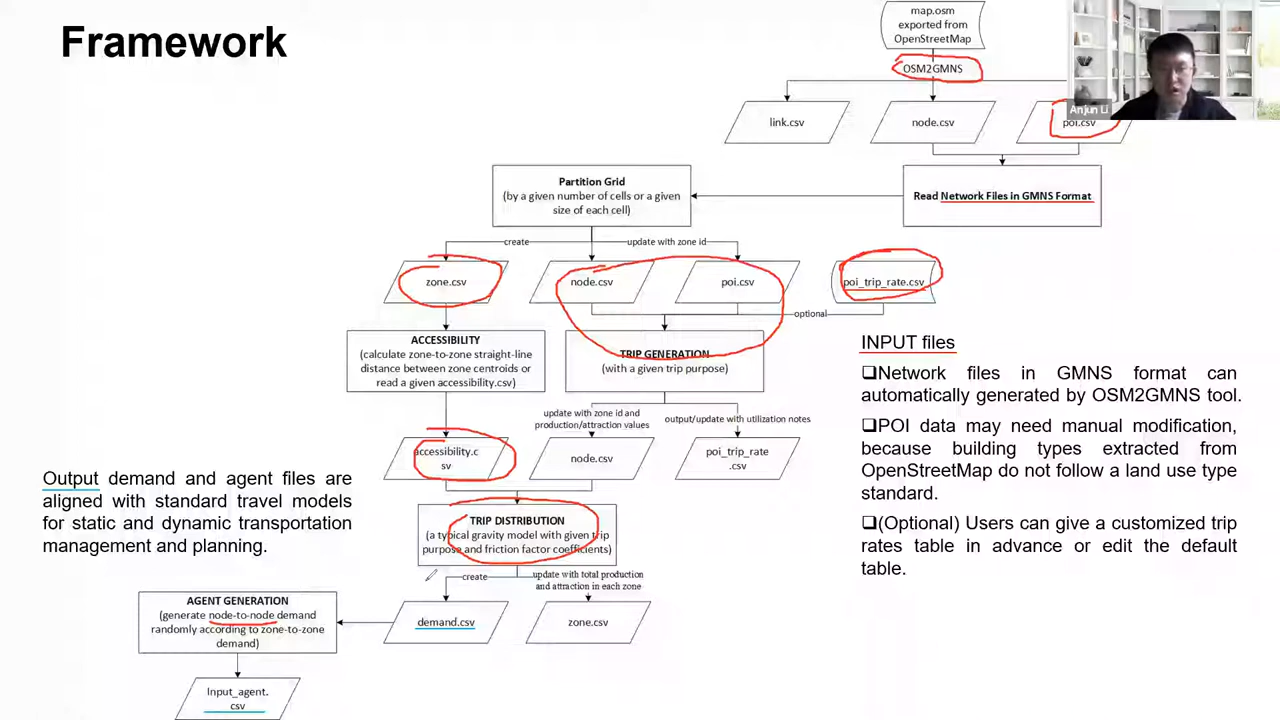 Framework
map.osm
exported from
OpenStreetMap
OSM2GMNS
Anjun Li
link.csv
node.csv
poi.csv
Partition Grid
(by a given number of cells or a given
size of each cell)
Read Network Files in GMNS Format
create
update with zone id
zone.csv
node.csv
poi.csv
poi_trip_rate.csv
optional
ACCESSIBILITY
(calculate zone-to-zone straight-line
distance between zone centroids or
read a given accessibility.csv)
TRIP GENERATION
(with a given trip purpose)
INPUT files
❑Network files in GMNS format can
automatically generated by OSM2GMNS tool.
❑POI data may need manual modification,
because building types extracted from
OpenStreetMap do not follow a land use type
standard.
❑(Optional) Users can give a customized trip
rates table in advance or edit the default
table.
update with zone id and
production/attraction values
output/update with utilization notes
accessibility.c
sv
node.csv
poi_trip_rate
.csv
Output demand and agent files are
aligned with standard travel models
for static and dynamic transportation
management and planning.
TRIP DISTRIBUTION
(a typical gravity model with given trip
purpose and friction factor coefficients)
create
update with total production
and attraction in each zone
AGENT GENERATION
(generate node-to-node demand
randomly according to zone-to-zone
demand)
demand.csv
zone.csv
Input_agent.
csv